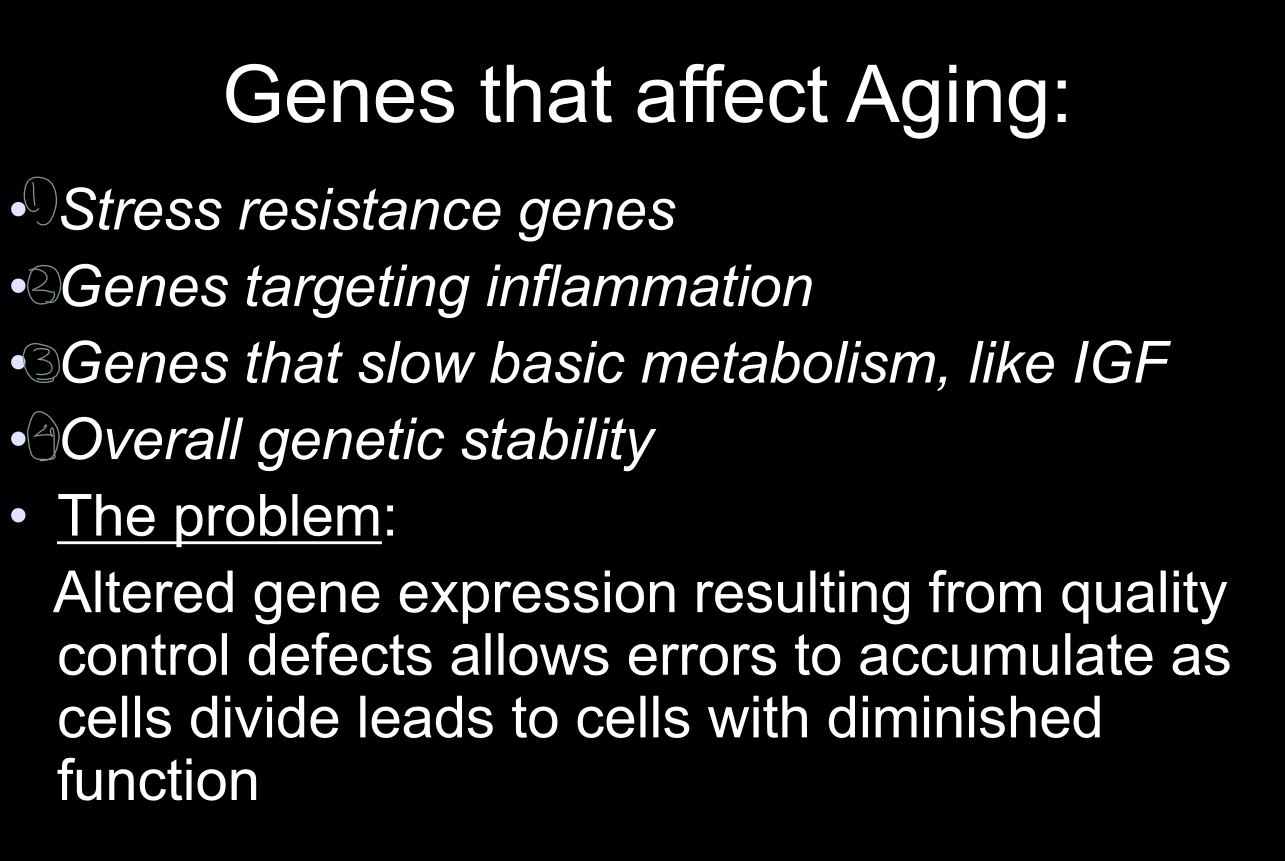 Genes that affect Aging:
• ① Stress resistance genes
• ② Genes targeting inflammation
• ③ Genes that slow basic metabolism, like IGF
• ④ Overall genetic stability
• The problem:
Altered gene expression resulting from quality
control defects allows errors to accumulate as
cells divide leads to cells with diminished
function